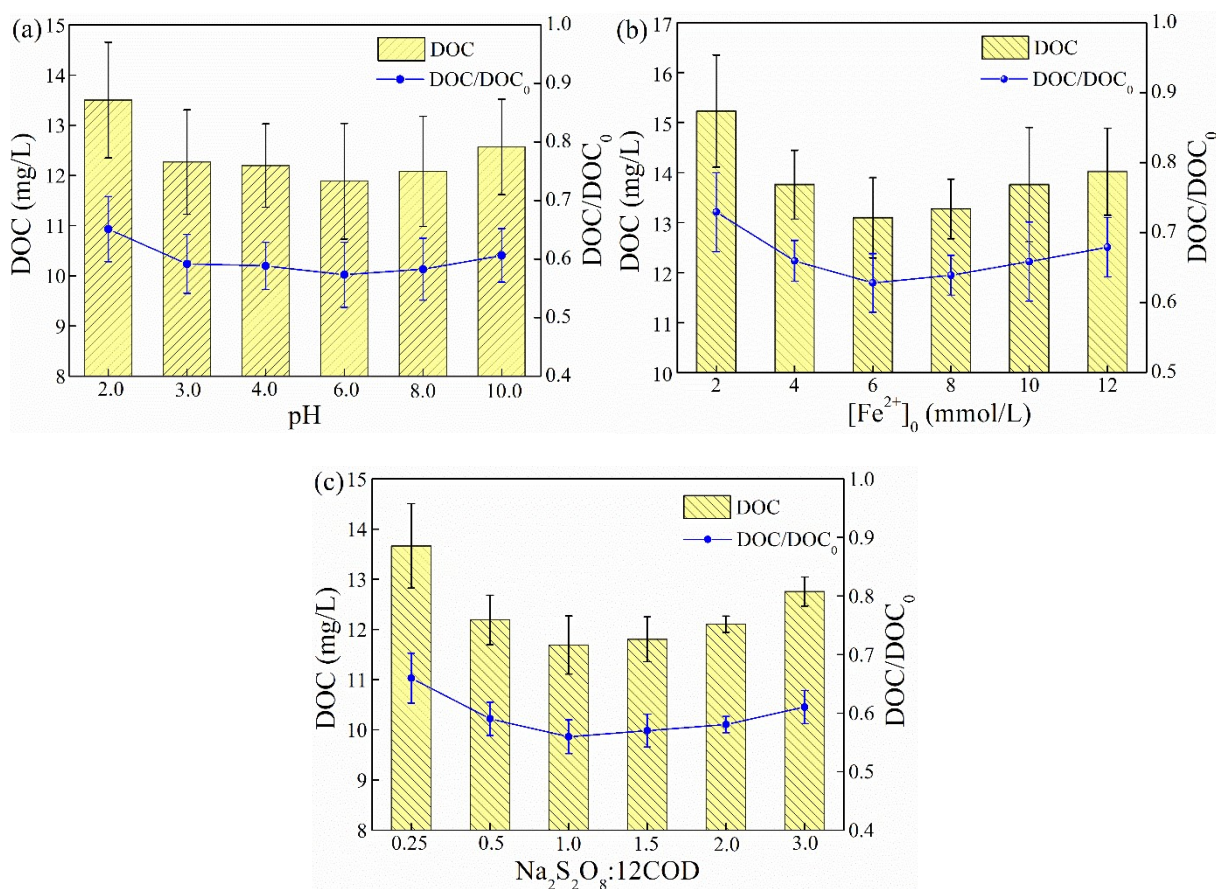 (a)
DOC
DOC/DOC₀
15
14
13
12
11
10
9
8
DOC (mg/L)
1.0
0.9
0.8
0.7
0.6
0.5
0.4
DOC/DOC₀
2.0 3.0 4.0 6.0 8.0 10.0
pH
(b)
DOC
DOC/DOC₀
17
16
15
14
13
12
11
10
DOC (mg/L)
1.0
0.9
0.8
0.7
0.6
0.5
DOC/DOC₀
2 4 6 8 10 12
[Fe²⁺]₀ (mmol/L)
(c)
DOC
DOC/DOC₀
15
14
13
12
11
10
9
8
DOC (mg/L)
1.0
0.9
0.8
0.7
0.6
0.5
0.4
DOC/DOC₀
0.25 0.5 1.0 1.5 2.0 3.0
Na₂S₂O₈:12COD